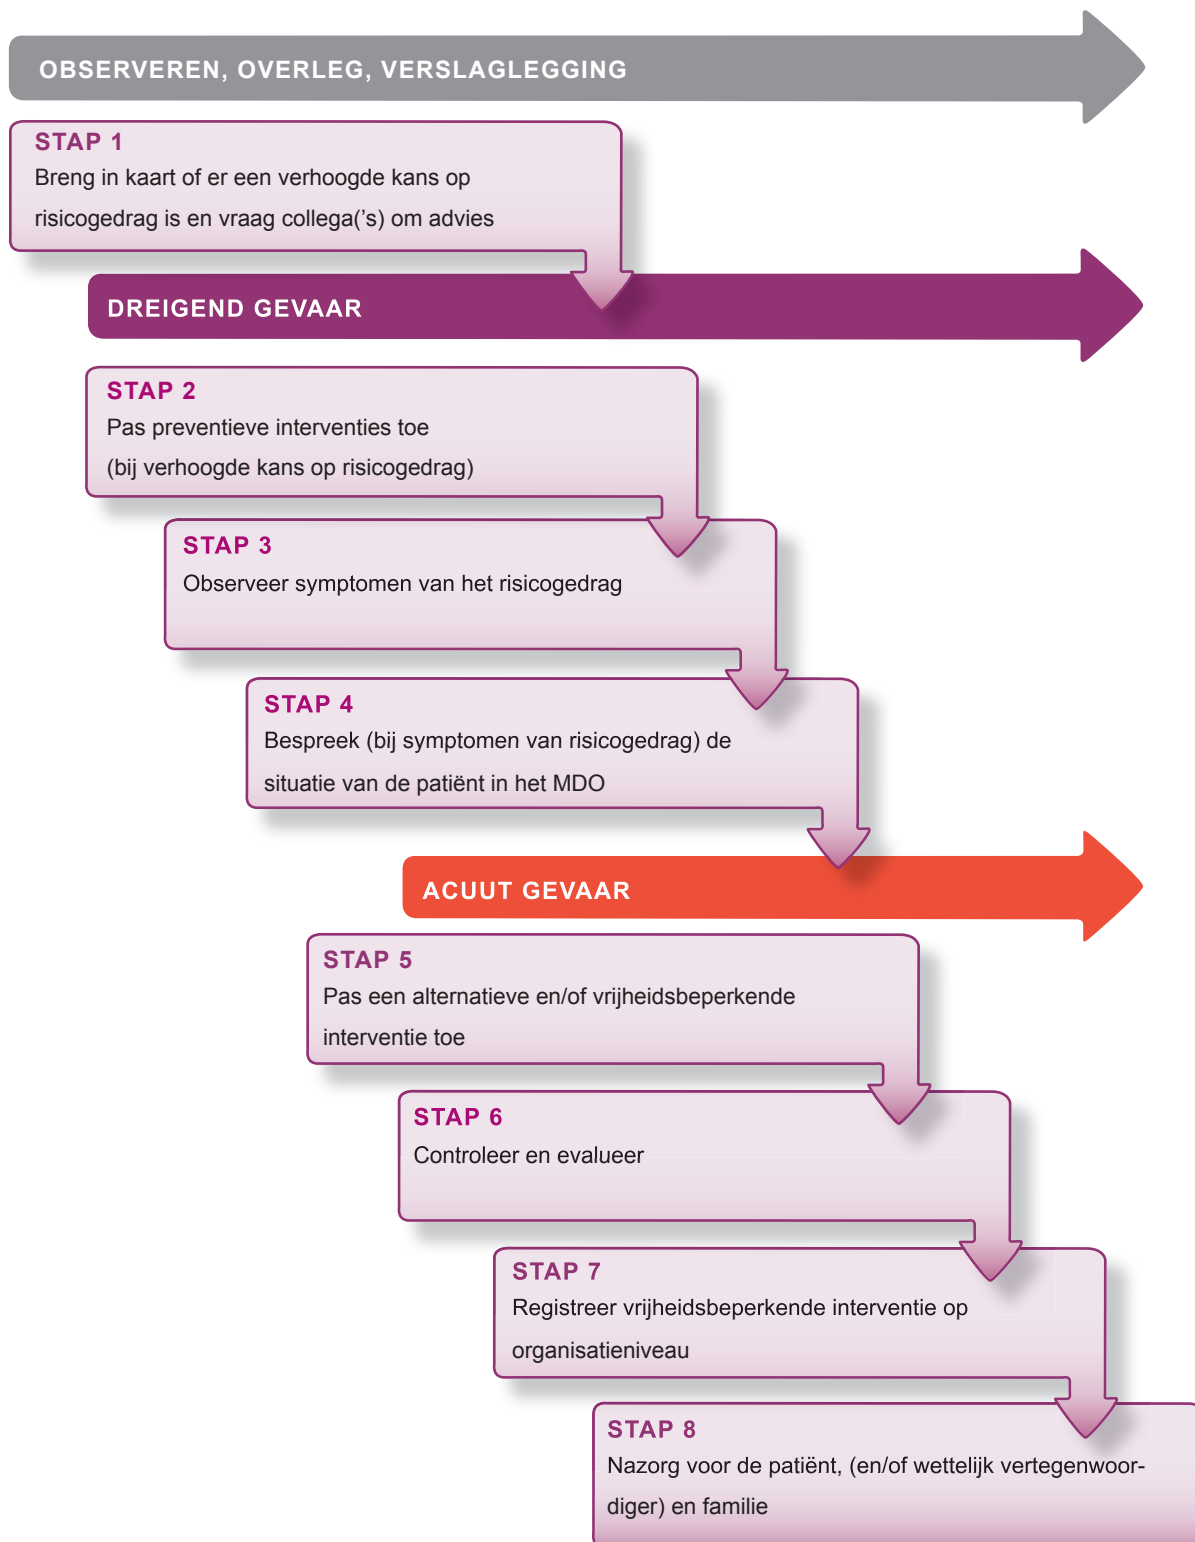 OBSERVEREN, OVERLEG, VERSLAGLEGGING
STAP 1
Breng in kaart of er een verhoogde kans op
risicogedrag is en vraag collega('s) om advies
DREIGEND GEVAAR
STAP 2
Pas preventieve interventies toe
(bij verhoogde kans op risicogedrag)
STAP 3
Observeer symptomen van het risicogedrag
STAP 4
Bespreek (bij symptomen van risicogedrag) de
situatie van de patiënt in het MDO
ACUUT GEVAAR
STAP 5
Pas een alternatieve en/of vrijheidsbeperkende
interventie toe
STAP 6
Controleer en evalueer
STAP 7
Registreer vrijheidsbeperkende interventie op
organisatieniveau
STAP 8
Nazorg voor de patiënt, (en/of wettelijk vertegenwoor-
diger) en familie